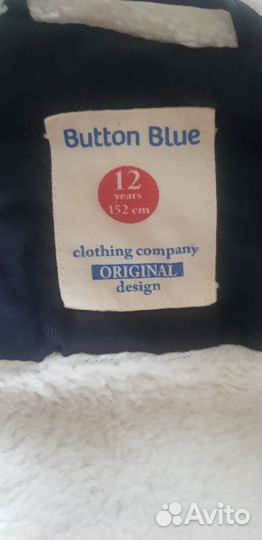 Button Blue
12
years
152 cm
clothing company
ORIGINAL
design
Avito